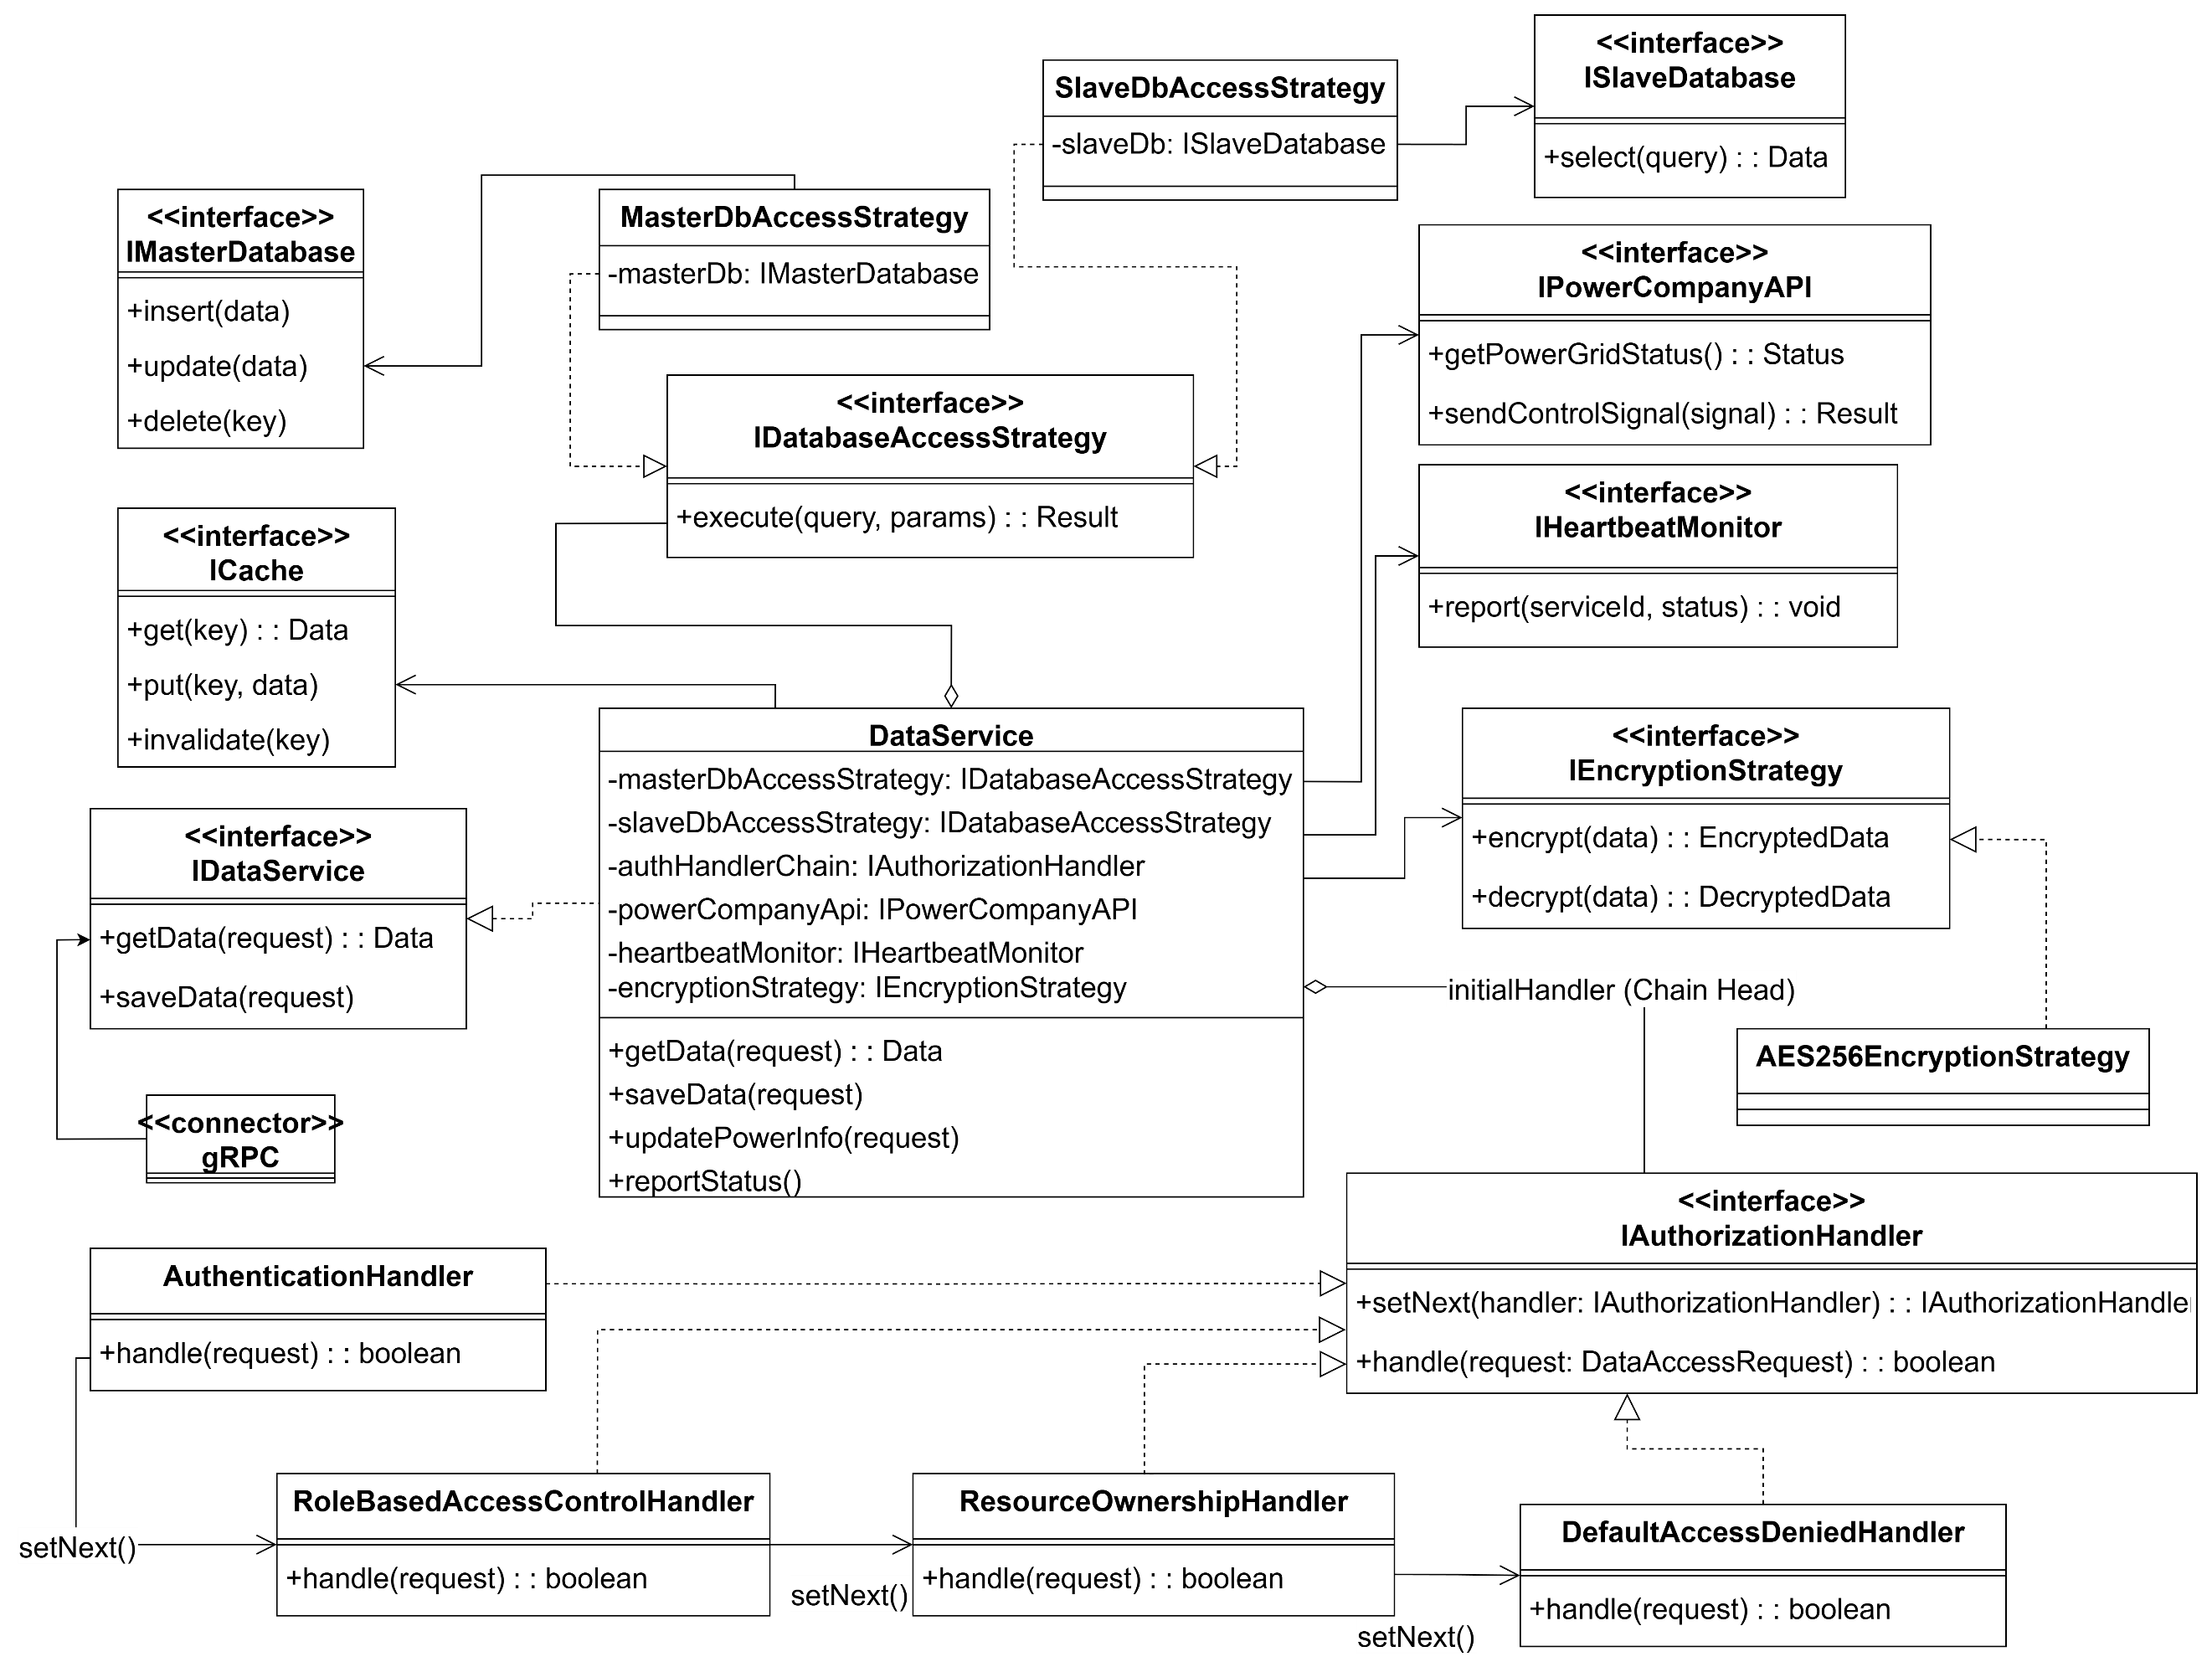 <<interface>>
ISlaveDatabase
+select(query) : : Data
SlaveDbAccessStrategy
-slaveDb: ISlaveDatabase
<<interface>>
IMasterDatabase
+insert(data)
+update(data)
+delete(key)
MasterDbAccessStrategy
-masterDb: IMasterDatabase
<<interface>>
IPowerCompanyAPI
+getPowerGridStatus() : : Status
+sendControlSignal(signal) : : Result
<<interface>>
IDatabaseAccessStrategy
+execute(query, params) : : Result
<<interface>>
IHeartbeatMonitor
+report(serviceId, status) : : void
<<interface>>
ICache
+get(key) : : Data
+put(key, data)
+invalidate(key)
DataService
-masterDbAccessStrategy: IDatabaseAccessStrategy
-slaveDbAccessStrategy: IDatabaseAccessStrategy
-authHandlerChain: IAuthorizationHandler
-powerCompanyApi: IPowerCompanyAPI
-heartbeatMonitor: IHeartbeatMonitor
-encryptionStrategy: IEncryptionStrategy
+getData(request) : : Data
+saveData(request)
+updatePowerInfo(request)
+reportStatus()
<<interface>>
IEncryptionStrategy
+encrypt(data) : : EncryptedData
+decrypt(data) : : DecryptedData
<<interface>>
IDataService
+getData(request) : : Data
+saveData(request)
initialHandler (Chain Head)
AES256EncryptionStrategy
<<connector>>
gRPC
<<interface>>
IAuthorizationHandler
+setNext(handler: IAuthorizationHandler) : : IAuthorizationHandle
+handle(request: DataAccessRequest) : : boolean
AuthenticationHandler
+handle(request) : : boolean
RoleBasedAccessControlHandler
+handle(request) : : boolean
ResourceOwnershipHandler
+handle(request) : : boolean
DefaultAccessDeniedHandler
+handle(request) : : boolean
setNext()
setNext()
setNext()